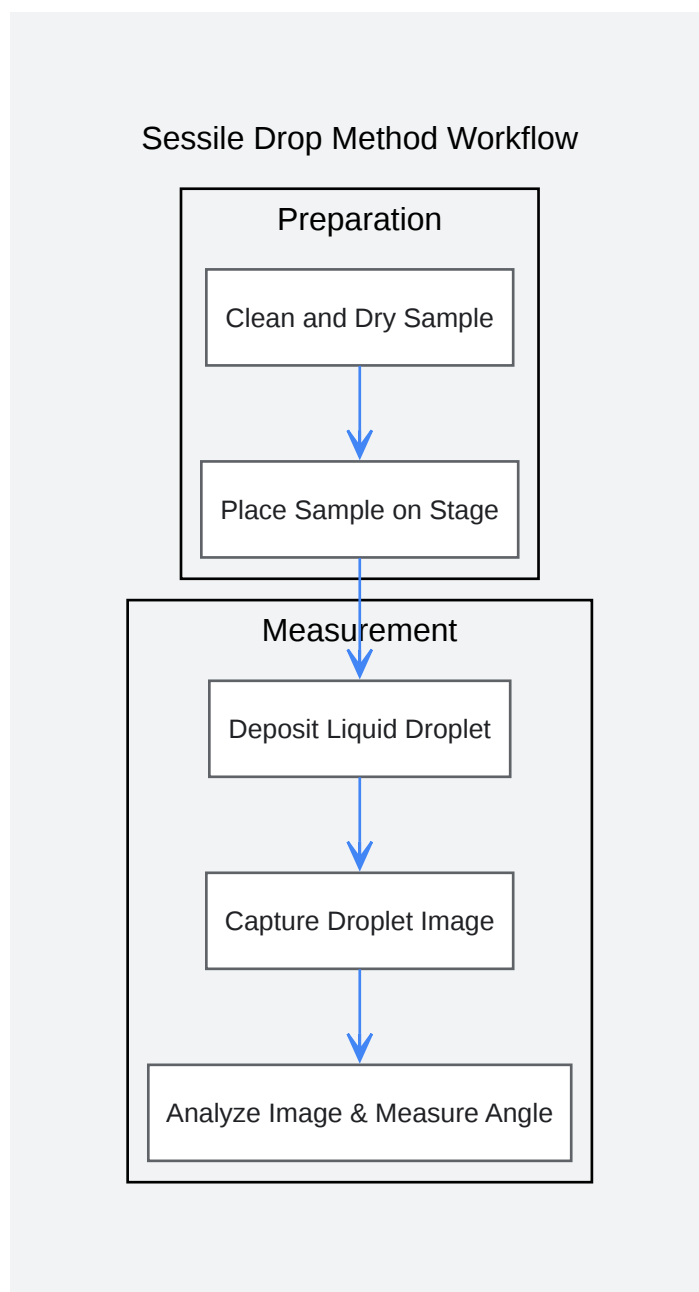 Sessile Drop Method Workflow
Preparation
Clean and Dry Sample
Place Sample on Stage
Measurement
Deposit Liquid Droplet
Capture Droplet Image
Analyze Image & Measure Angle